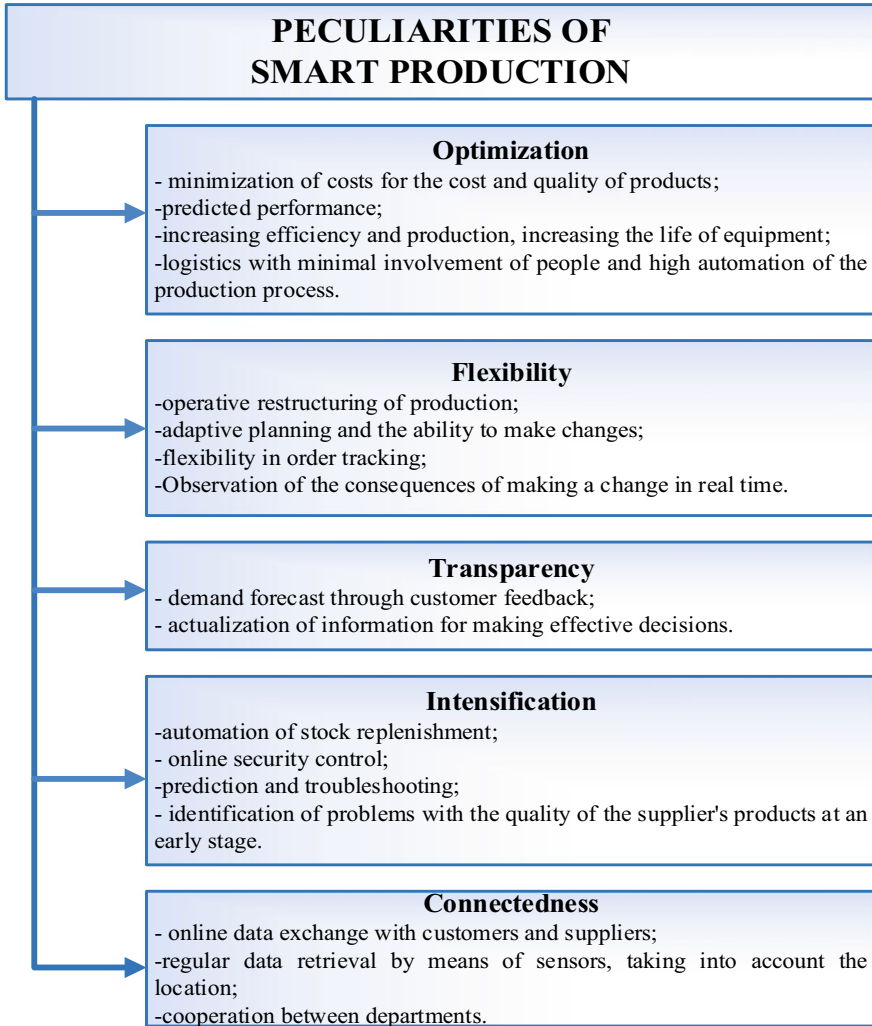 PECULIARITIES OF
SMART PRODUCTION
Optimization
- minimization of costs for the cost and quality of products;
-predicted performance;
-increasing efficiency and production, increasing the life of equipment;
-logistics with minimal involvement of people and high automation of the
production process.
Flexibility
-operative restructuring of production;
-adaptive planning and the ability to make changes;
-flexibility in order tracking;
-Observation of the consequences of making a change in real time.
Transparency
- demand forecast through customer feedback;
- actualization of information for making effective decisions.
Intensification
-automation of stock replenishment;
- online security control;
-prediction and troubleshooting;
- identification of problems with the quality of the supplier's products at an
early stage.
Connectedness
- online data exchange with customers and suppliers;
-regular data retrieval by means of sensors, taking into account the
location;
-cooperation between departments.